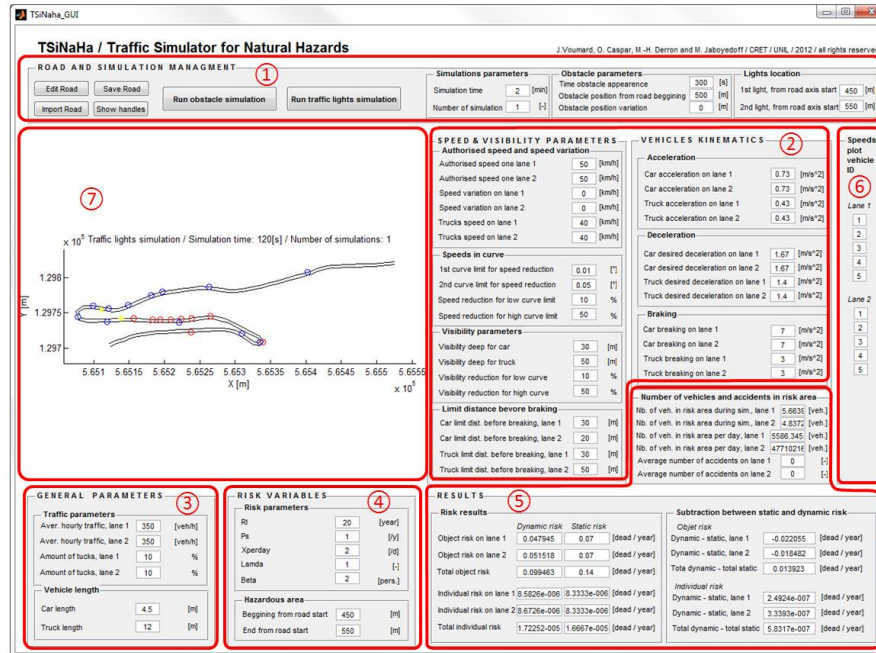 TSiNaHa_GUI
TSiNaHa / Traffic Simulator for Natural Hazards
J.Voumard, O. Caspar, M.-H. Derron and M. Jaboyedoff / CRET / UNIL / 2012 / all rights reserved
ROAD AND SIMULATION MANAGMENT
1
Edit Road
Save Road
Import Road
Show handles
Run obstacle simulation
Run traffic lights simulation
Simulations parameters
Simulation time 2 [min]
Number of simulation 1 [-]
Obstacle parameters
Time obstacle appearence 300 [s]
Obstacle position from road beggining 500 [m]
Obstacle position variation 0 [m]
Lights location
1st light, from road axis start 450 [m]
2nd light, from road axis start 550 [m]
7
x 10^5 Traffic lights simulation / Simulation time: 120[s] / Number of simulations: 1
1.298
1.2975
1.297
Y [m]
5.651 5.6515 5.652 5.6525 5.653 5.6535 5.654 5.6545 5.655 5.6555
X [m]
x 10^5
SPEED & VISIBILITY PARAMETERS
Authorised speed and speed variation
Authorised speed one lane 1 50 [km/h]
Authorised speed one lane 2 50 [km/h]
Speed variation on lane 1 0 [km/h]
Speed variation on lane 2 0 [km/h]
Trucks speed on lane 1 40 [km/h]
Trucks speed on lane 2 40 [km/h]
Speeds in curve
1st curve limit for speed reduction 0.01 [°]
2nd curve limit for speed reduction 0.05 [°]
Speed reduction for low curve limit 10 %
Speed reduction for high curve limit 50 %
Visibility parameters
Visibility deep for car 30 [m]
Visibility deep for truck 50 [m]
Visibility reduction for low curve 10 %
Visibility reduction for high curve 50 %
Limit distance bevore braking
Car limit dist. before breaking, lane 1 30 [m]
Car limit dist. before breaking, lane 2 20 [m]
Truck limit dist. before breaking, lane 1 30 [m]
Truck limit dist. before breaking, lane 2 50 [m]
VEHICLES KINEMATICS
2
Acceleration
Car acceleration on lane 1 0.73 [m/s^2]
Car acceleration on lane 2 0.73 [m/s^2]
Truck acceleration on lane 1 0.43 [m/s^2]
Truck acceleration on lane 2 0.43 [m/s^2]
Deceleration
Car desired deceleration on lane 1 1.67 [m/s^2]
Car desired deceleration on lane 2 1.67 [m/s^2]
Truck desired deceleration on lane 1 1.4 [m/s^2]
Truck desired deceleration on lane 2 1.4 [m/s^2]
Braking
Car breaking on lane 1 7 [m/s^2]
Car breaking on lane 2 7 [m/s^2]
Truck breaking on lane 1 3 [m/s^2]
Truck breaking on lane 2 3 [m/s^2]
Number of vehicles and accidents in risk area
Nb. of veh. in risk area during sim., lane 1 5.6639 [veh.]
Nb. of veh. in risk area during sim., lane 2 4.8372 [veh.]
Nb. of veh. in risk area per day, lane 1 5586.345 [veh.]
Nb. of veh. in risk area per day, lane 2 47710216 [veh.]
Average number of accidents on lane 1 0 [-]
Average number of accidents on lane 2 0 [-]
Speeds
plot
vehicle
ID
6
Lane 1
1
2
3
4
5
Lane 2
1
2
3
4
5
GENERAL PARAMETERS
3
Traffic parameters
Aver. hourly traffic, lane 1 350 [veh/h]
Aver. hourly traffic, lane 2 350 [veh/h]
Amount of tucks, lane 1 10 %
Amount of tucks, lane 2 10 %
Vehicle length
Car length 4.5 [m]
Truck length 12 [m]
RISK VARIABLES
4
Risk parameters
Rt 20 [year]
Ps 1 [/y]
Xperday 2 [/d]
Lamda 1 [-]
Beta 2 [pers.]
Hazardous area
Beggining from road start 450 [m]
End from road start 550 [m]
RESULTS
5
Risk results
Dynamic risk Static risk
Object risk on lane 1 0.047945 0.07 [dead / year]
Object risk on lane 2 0.051518 0.07 [dead / year]
Total object risk 0.099463 0.14 [dead / year]
Individual risk on lane 1 8.5826e-006 8.3333e-006 [dead / year]
Individual risk on lane 2 8.6726e-006 8.3333e-006 [dead / year]
Total individual risk 1.72252e-005 1.6667e-005 [dead / year]
Subtraction between static and dynamic risk
Objet risk
Dynamic - static, lane 1 -0.022055 [dead / year]
Dynamic - static, lane 2 -0.018482 [dead / year]
Tota dynamic - total static 0.013923 [dead / year]
Individual risk
Dynamic - static, lane 1 2.4924e-007 [dead / year]
Dynamic - static, lane 2 3.3393e-007 [dead / year]
Total dynamic - total static 5.8317e-007 [dead / year]